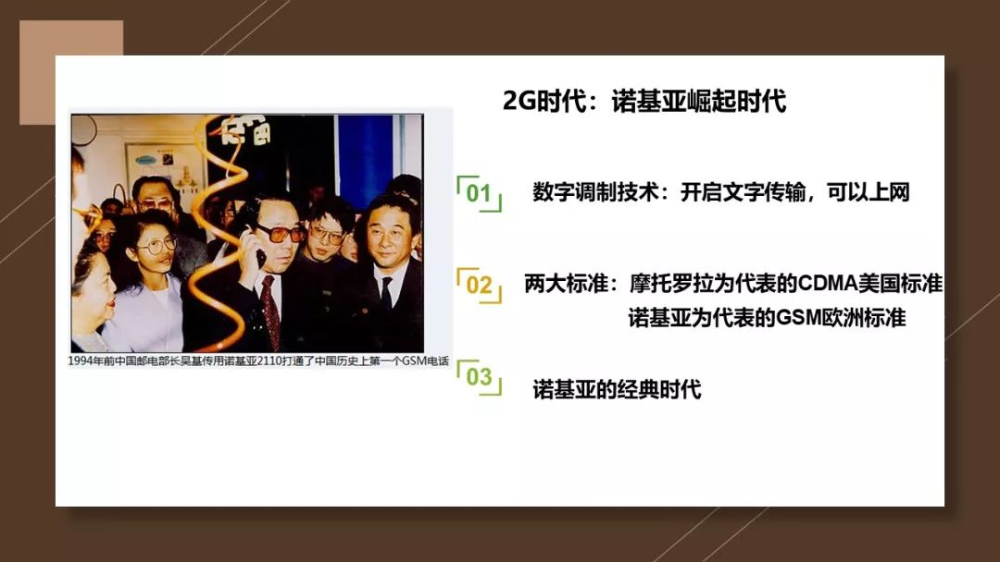 2G时代：诺基亚崛起时代
01
数字调制技术：开启文字传输，可以上网
02
两大标准：摩托罗拉为代表的CDMA美国标准
诺基亚为代表的GSM欧洲标准
03
诺基亚的经典时代
1994年前中国邮电部长吴基传用诺基亚2110打通了中国历史上第一个GSM电话